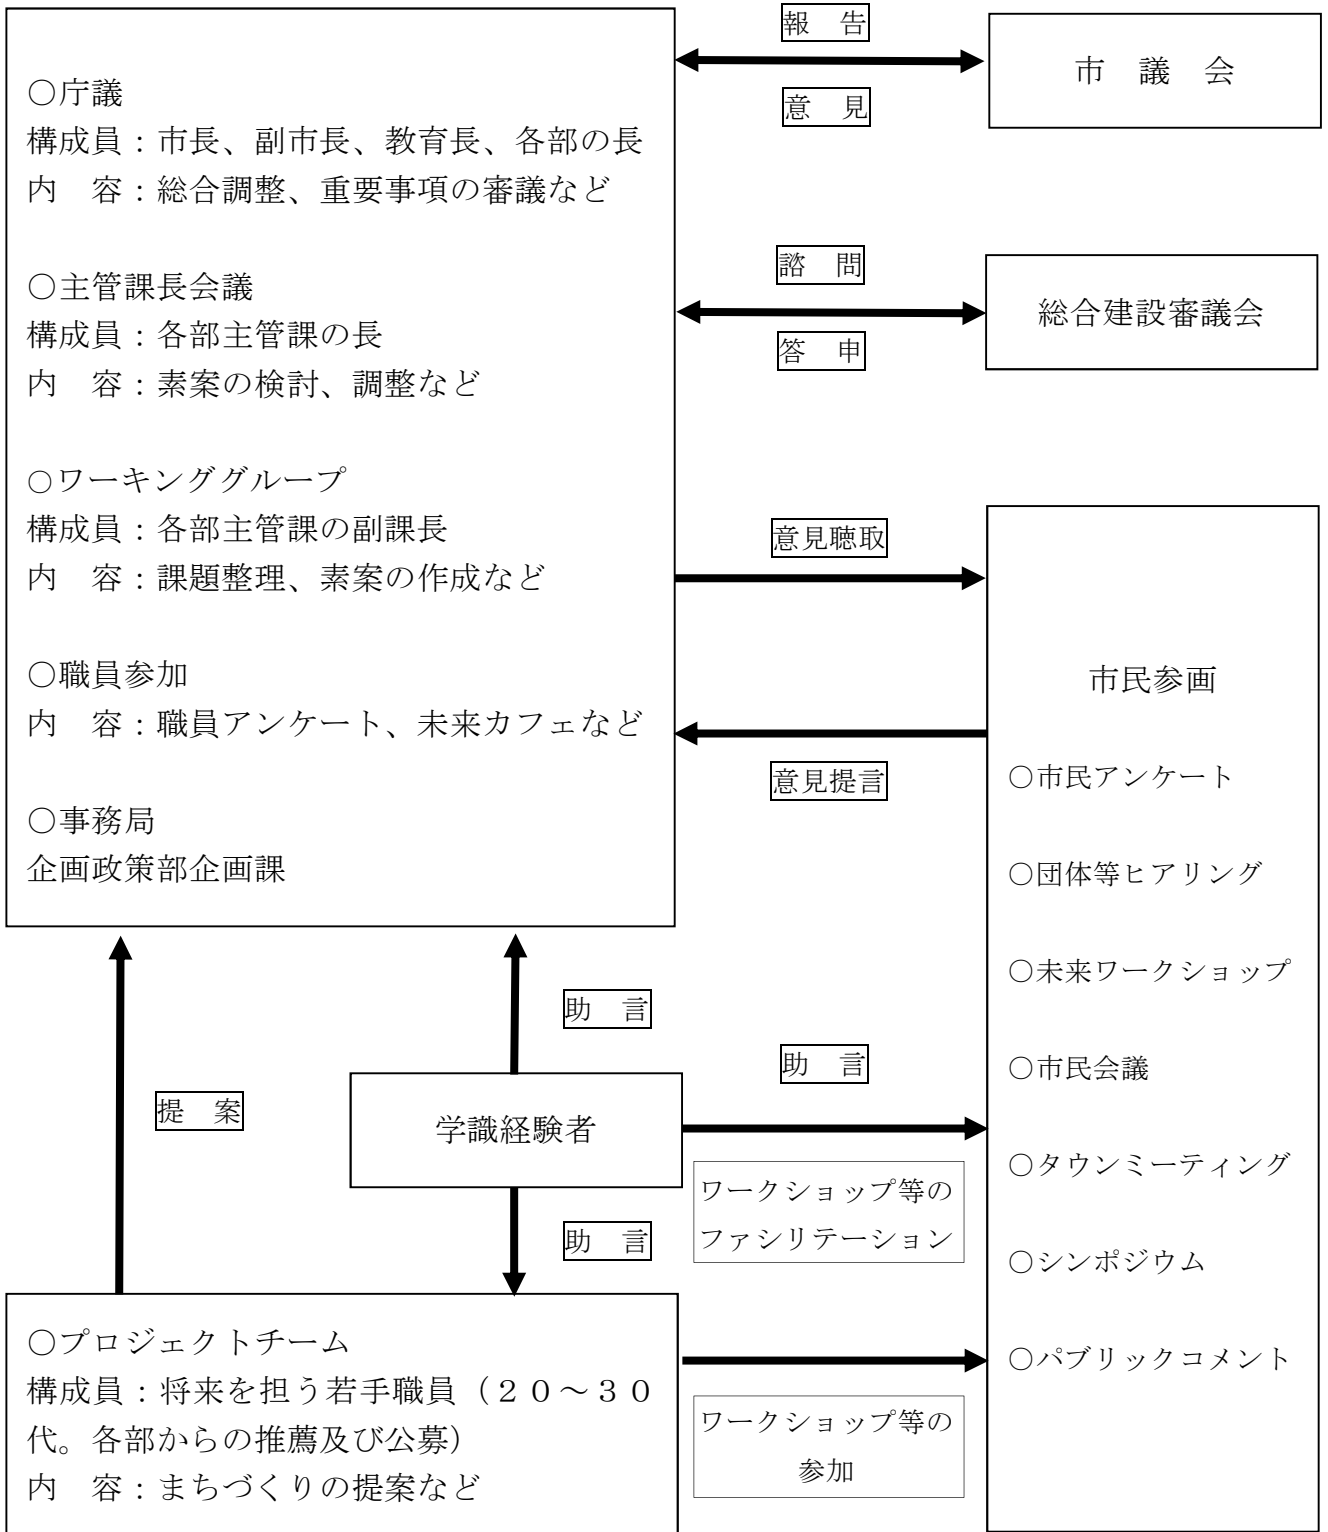 ○庁議
構成員：市長、副市長、教育長、各部の長
内　容：総合調整、重要事項の審議など
○主管課長会議
構成員：各部主管課の長
内　容：素案の検討、調整など
○ワーキンググループ
構成員：各部主管課の副課長
内　容：課題整理、素案の作成など
○職員参加
内　容：職員アンケート、未来カフェなど
○事務局
企画政策部企画課
報　告
意　見
市　議　会
諮　問
答　申
総合建設審議会
意見聴取
意見提言
市民参画
○市民アンケート
○団体等ヒアリング
○未来ワークショップ
○市民会議
○タウンミーティング
○シンポジウム
○パブリックコメント
提　案
助　言
学識経験者
助　言
助　言
ワークショップ等の
ファシリテーション
○プロジェクトチーム
構成員：将来を担う若手職員（２０～３０
代。各部からの推薦及び公募）
内　容：まちづくりの提案など
ワークショップ等の
参加